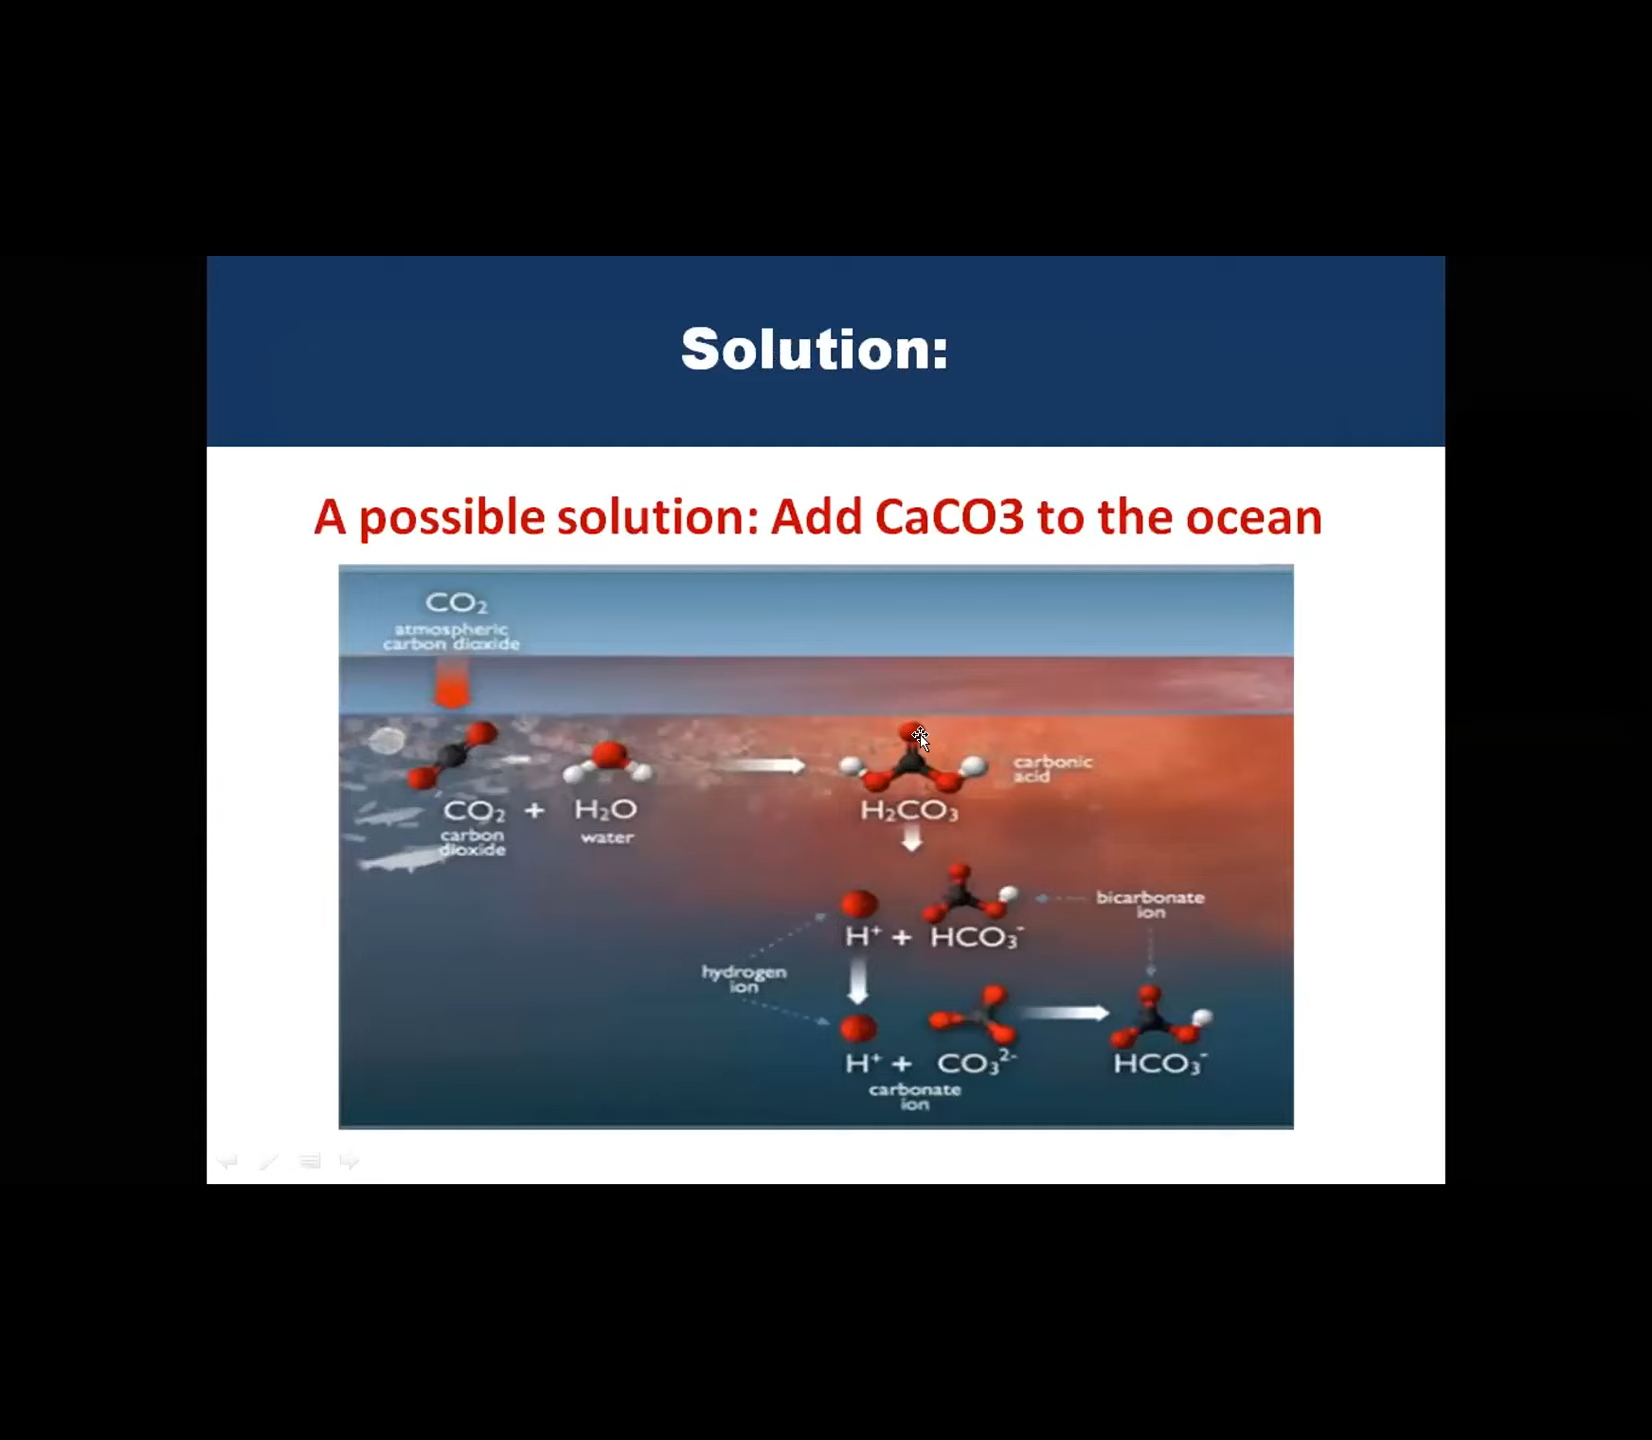 Solution:
A possible solution: Add CaCO3 to the ocean
CO₂
atmospheric
carbon dioxide
CO₂ + H₂O
carbon
dioxide
water
H₂CO₃
carbonic
acid
H⁺ + HCO₃⁻
bicarbonate
ion
hydrogen
ion
H⁺ + CO₃²⁻
carbonate
ion
HCO₃⁻